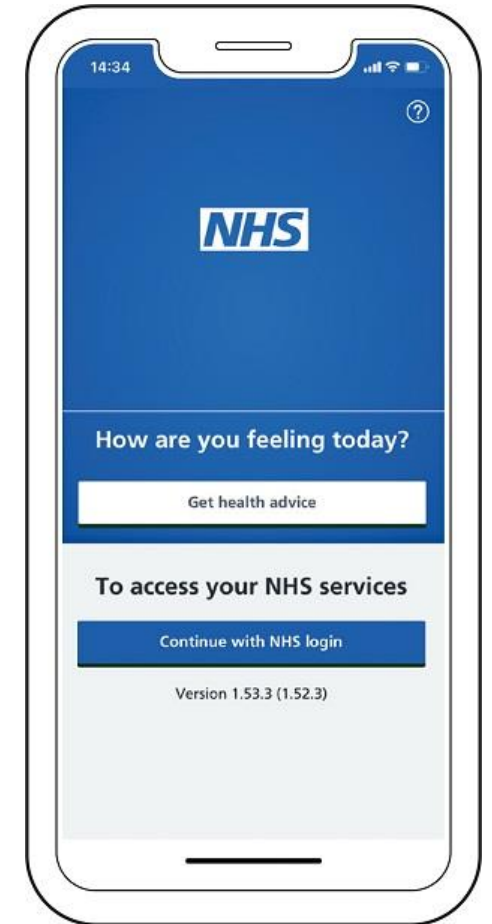 14:34
?
NHS
How are you feeling today?
Get health advice
To access your NHS services
Continue with NHS login
Version 1.53.3 (1.52.3)